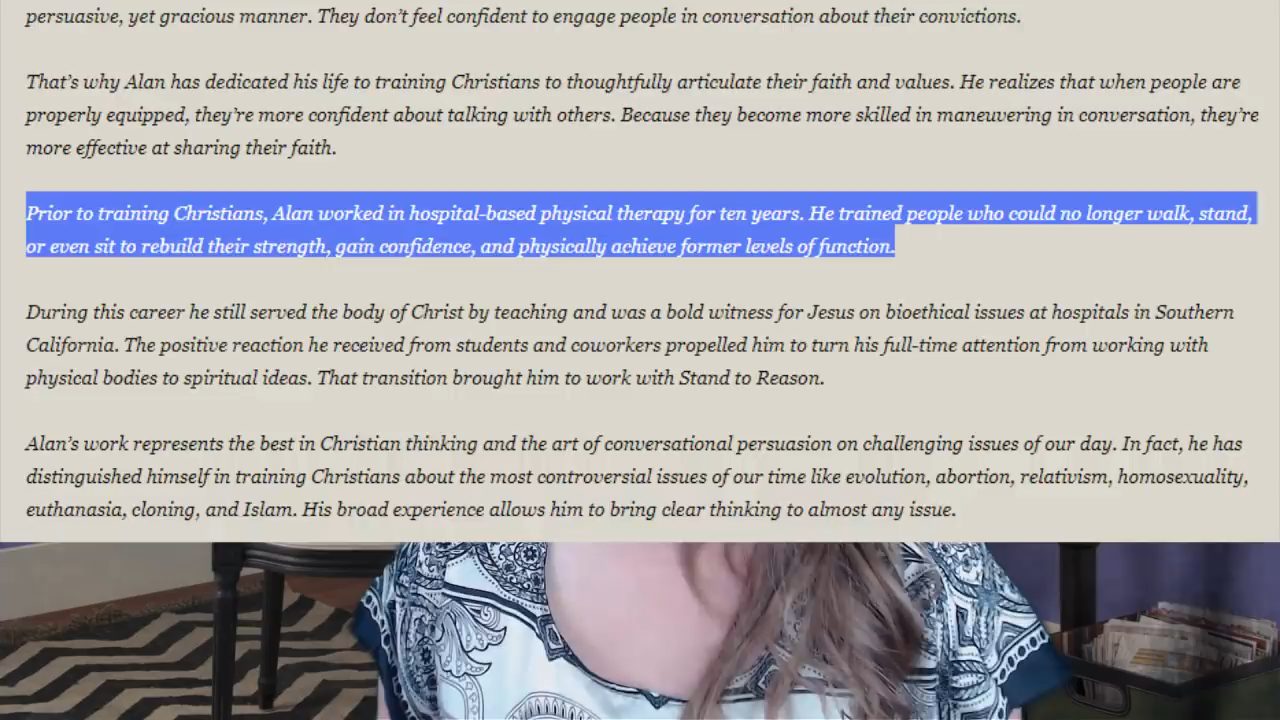 persuasive, yet gracious manner. They don’t feel confident to engage people in conversation about their convictions.
That’s why Alan has dedicated his life to training Christians to thoughtfully articulate their faith and values. He realizes that when people are
properly equipped, they’re more confident about talking with others. Because they become more skilled in maneuvering in conversation, they’re
more effective at sharing their faith.
Prior to training Christians, Alan worked in hospital-based physical therapy for ten years. He trained people who could no longer walk, stand,
or even sit to rebuild their strength, gain confidence, and physically achieve former levels of function.
During this career he still served the body of Christ by teaching and was a bold witness for Jesus on bioethical issues at hospitals in Southern
California. The positive reaction he received from students and coworkers propelled him to turn his full-time attention from working with
physical bodies to spiritual ideas. That transition brought him to work with Stand to Reason.
Alan’s work represents the best in Christian thinking and the art of conversational persuasion on challenging issues of our day. In fact, he has
distinguished himself in training Christians about the most controversial issues of our time like evolution, abortion, relativism, homosexuality,
euthanasia, cloning, and Islam. His broad experience allows him to bring clear thinking to almost any issue.